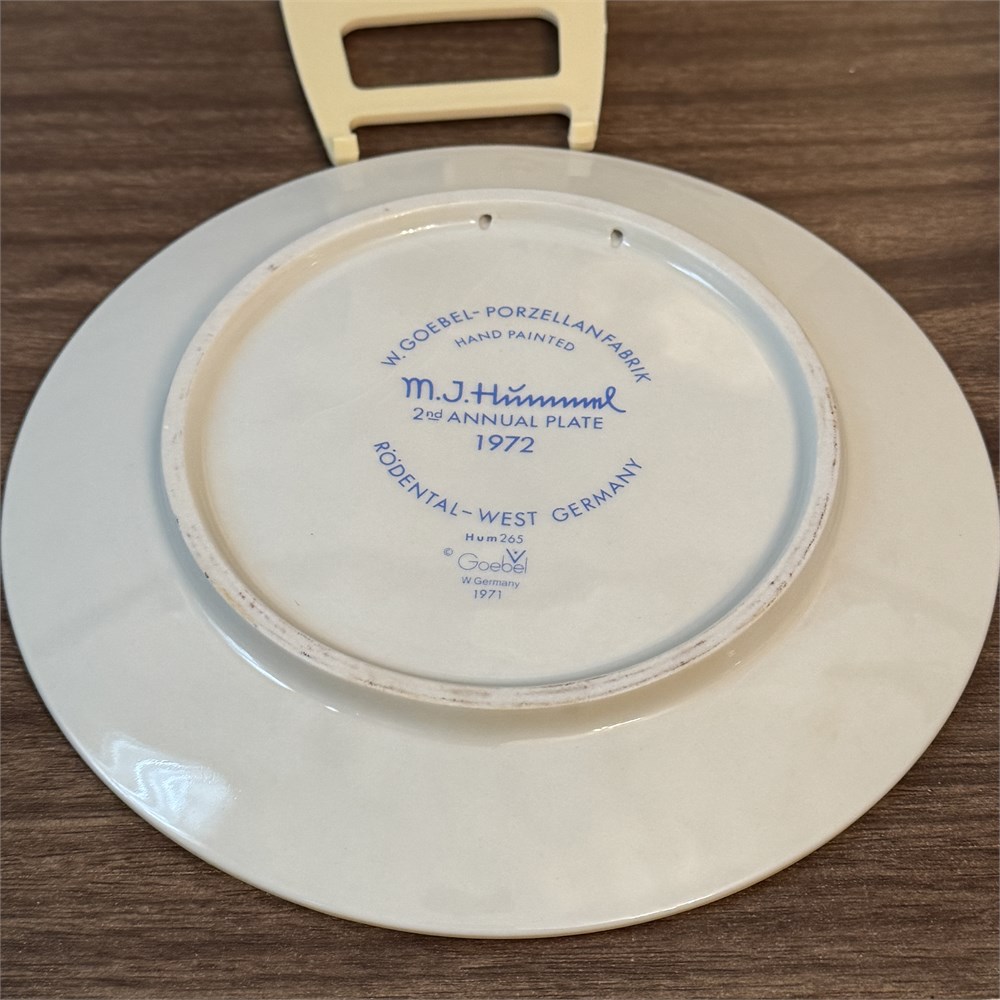 W. GOEBEL-PORZELLANFABRIK
HAND PAINTED
M.J.Hummel
2nd ANNUAL PLATE
1972
RÖDENTAL-WEST GERMANY
Hum 265
© Goebel
W. Germany
1971